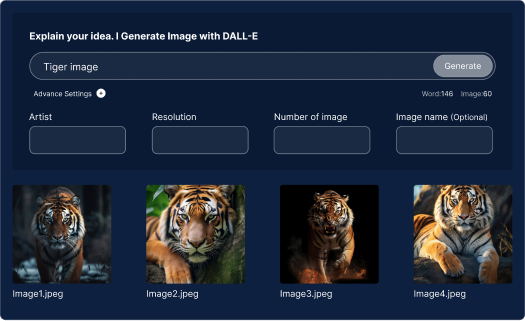 Explain your idea. I Generate Image with DALL-E
Tiger image
Generate
Advance Settings
Word:146 Image:60
Artist
Resolution
Number of image
Image name (Optional)
Image1.jpeg
Image2.jpeg
Image3.jpeg
Image4.jpeg